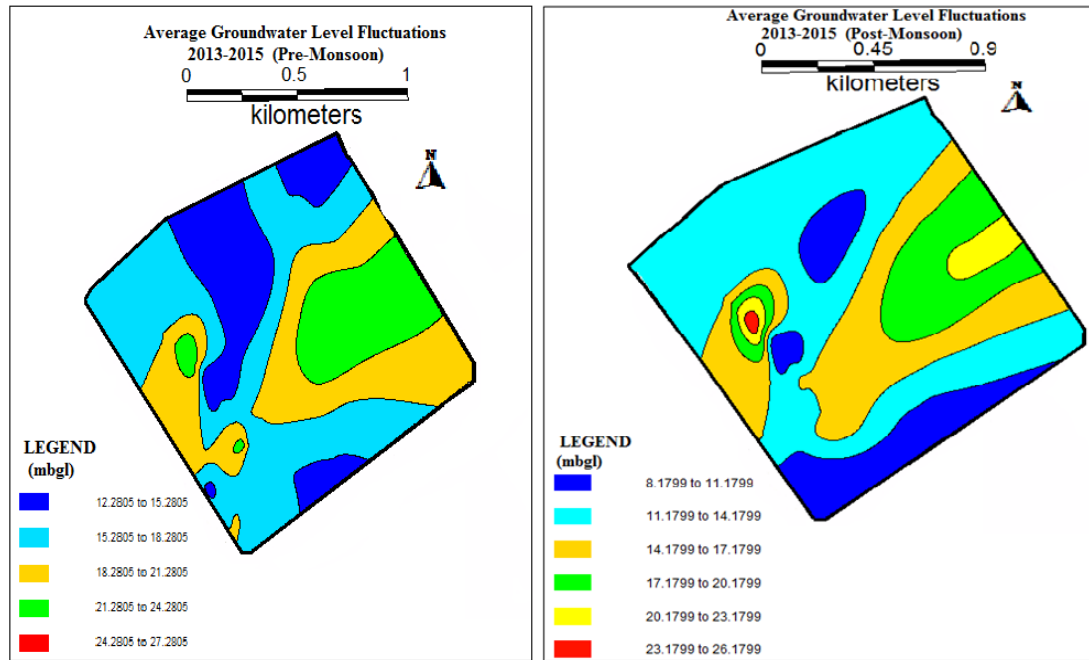 Average Groundwater Level Fluctuations
2013-2015 (Pre-Monsoon)
0 0.5 1
kilometers
N
LEGEND
(mbgl)
12.2805 to 15.2805
15.2805 to 18.2805
18.2805 to 21.2805
21.2805 to 24.2805
24.2805 to 27.2805
Average Groundwater Level Fluctuations
2013-2015 (Post-Monsoon)
0 0.45 0.9
kilometers
N
LEGEND
(mbgl)
8.1799 to 11.1799
11.1799 to 14.1799
14.1799 to 17.1799
17.1799 to 20.1799
20.1799 to 23.1799
23.1799 to 26.1799